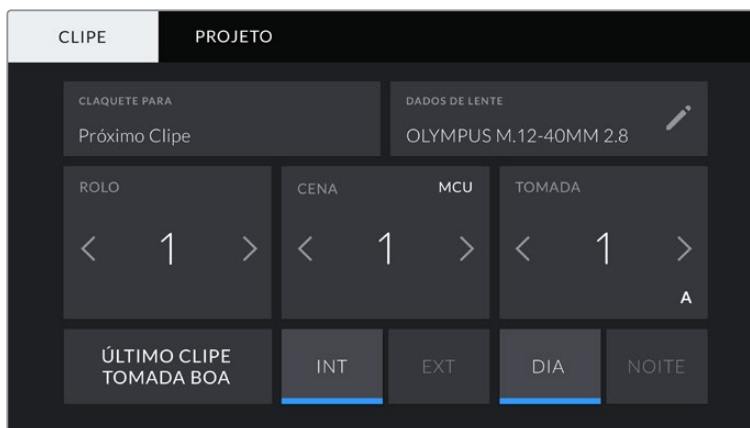 CLIPE PROJETO
CLAQUETE PARA DADOS DE LENTE
Próximo Clipe OLYMPUS M.12-40MM 2.8
ROLO CENA MCU TOMADA
1 1 1
A
ÚLTIMO CLIPE
TOMADA BOA
INT EXT DIA NOITE